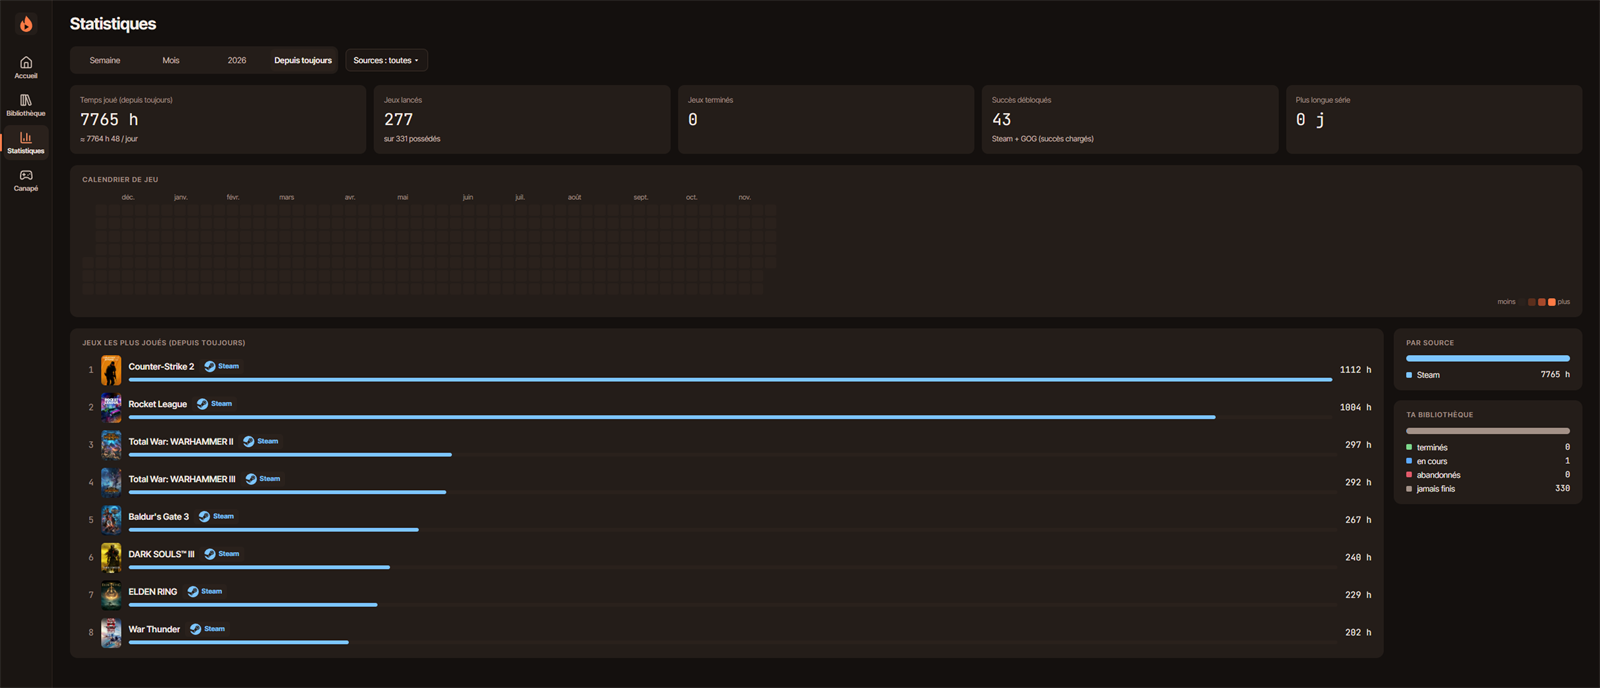 Statistiques
Accueil
Bibliothèque
Statistiques
Canapé
Semaine Mois 2026 Depuis toujours Sources : toutes
Temps joué (depuis toujours)
7765 h
≈ 7764 h 48 / jour
Jeux lancés
277
sur 331 possédés
Jeux terminés
0
Succès débloqués
43
Steam + GOG (succès chargés)
Plus longue série
0 j
CALENDRIER DE JEU
déc. janv. févr. mars avr. mai juin juil. août sept. oct. nov.
moins plus
JEUX LES PLUS JOUÉS (DEPUIS TOUJOURS)
1 Counter-Strike 2 Steam 1112 h
2 Rocket League Steam 1004 h
3 Total War: WARHAMMER II Steam 297 h
4 Total War: WARHAMMER III Steam 292 h
5 Baldur's Gate 3 Steam 267 h
6 DARK SOULS™ III Steam 240 h
7 ELDEN RING Steam 229 h
8 War Thunder Steam 202 h
PAR SOURCE
Steam 7765 h
TA BIBLIOTHÈQUE
terminés 0
en cours 1
abandonnés 0
jamais finis 330